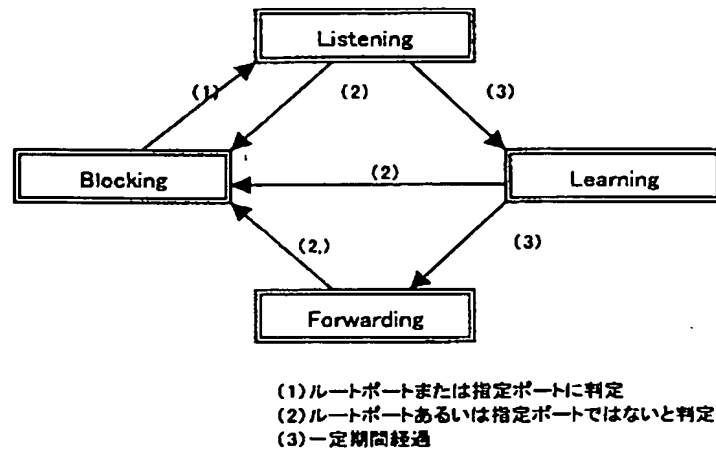 Listening
(1)
(2)
(3)
Blocking
(2)
Learning
(2.)
(3)
Forwarding
(1)ルートポートまたは指定ポートに判定
(2)ルートポートあるいは指定ポートではないと判定
(3)一定期間経過